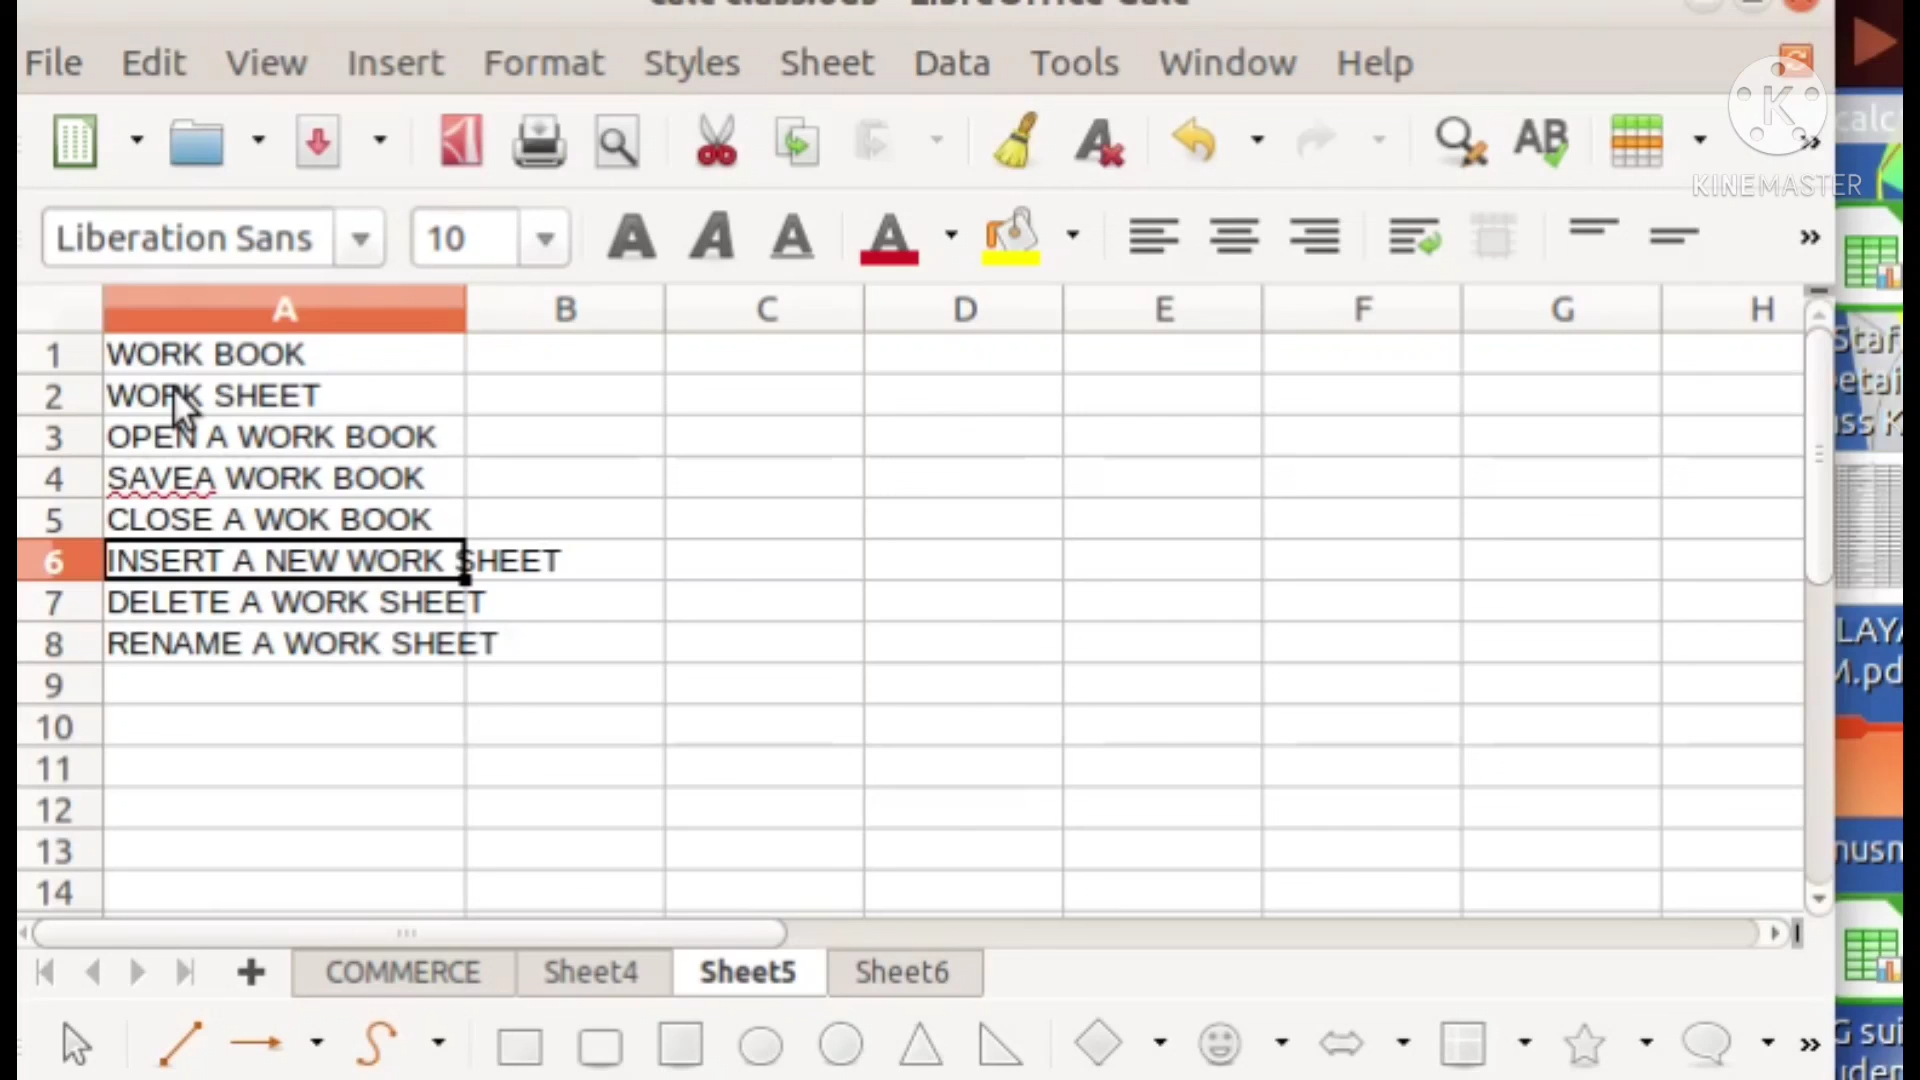 File Edit View Insert Format Styles Sheet Data Tools Window Help
K
KINEMASTER
Liberation Sans 10
A B C D E F G H
1 WORK BOOK
2 WORK SHEET
3 OPEN A WORK BOOK
4 SAVEA WORK BOOK
5 CLOSE A WOK BOOK
6 INSERT A NEW WORK SHEET
7 DELETE A WORK SHEET
8 RENAME A WORK SHEET
9
10
11
12
13
14
COMMERCE Sheet4 Sheet5 Sheet6
calc